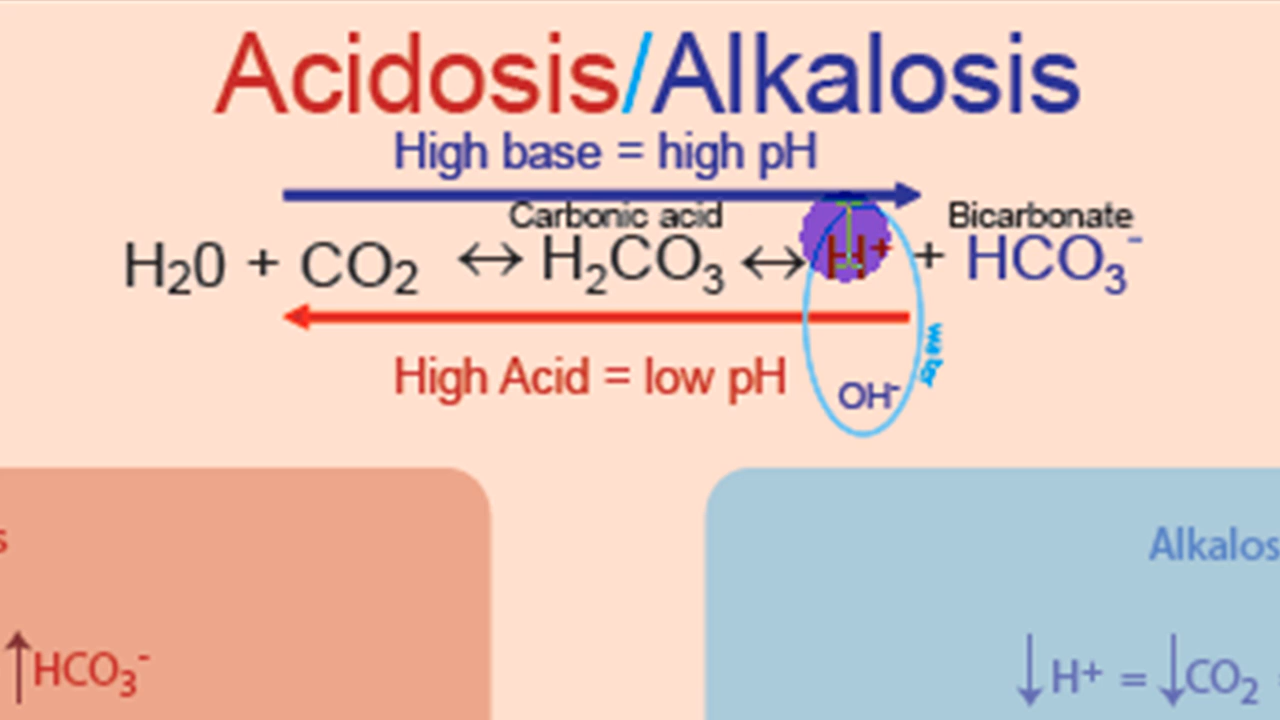 Acidosis/Alkalosis
High base = high pH
Carbonic acid Bicarbonate
H₂0 + CO₂ ↔ H₂CO₃ ↔ H⁺ + HCO₃⁻
High Acid = low pH
water
OH⁻
s
Alkalos
↑HCO₃⁻
↓H+ = ↓CO₂ =